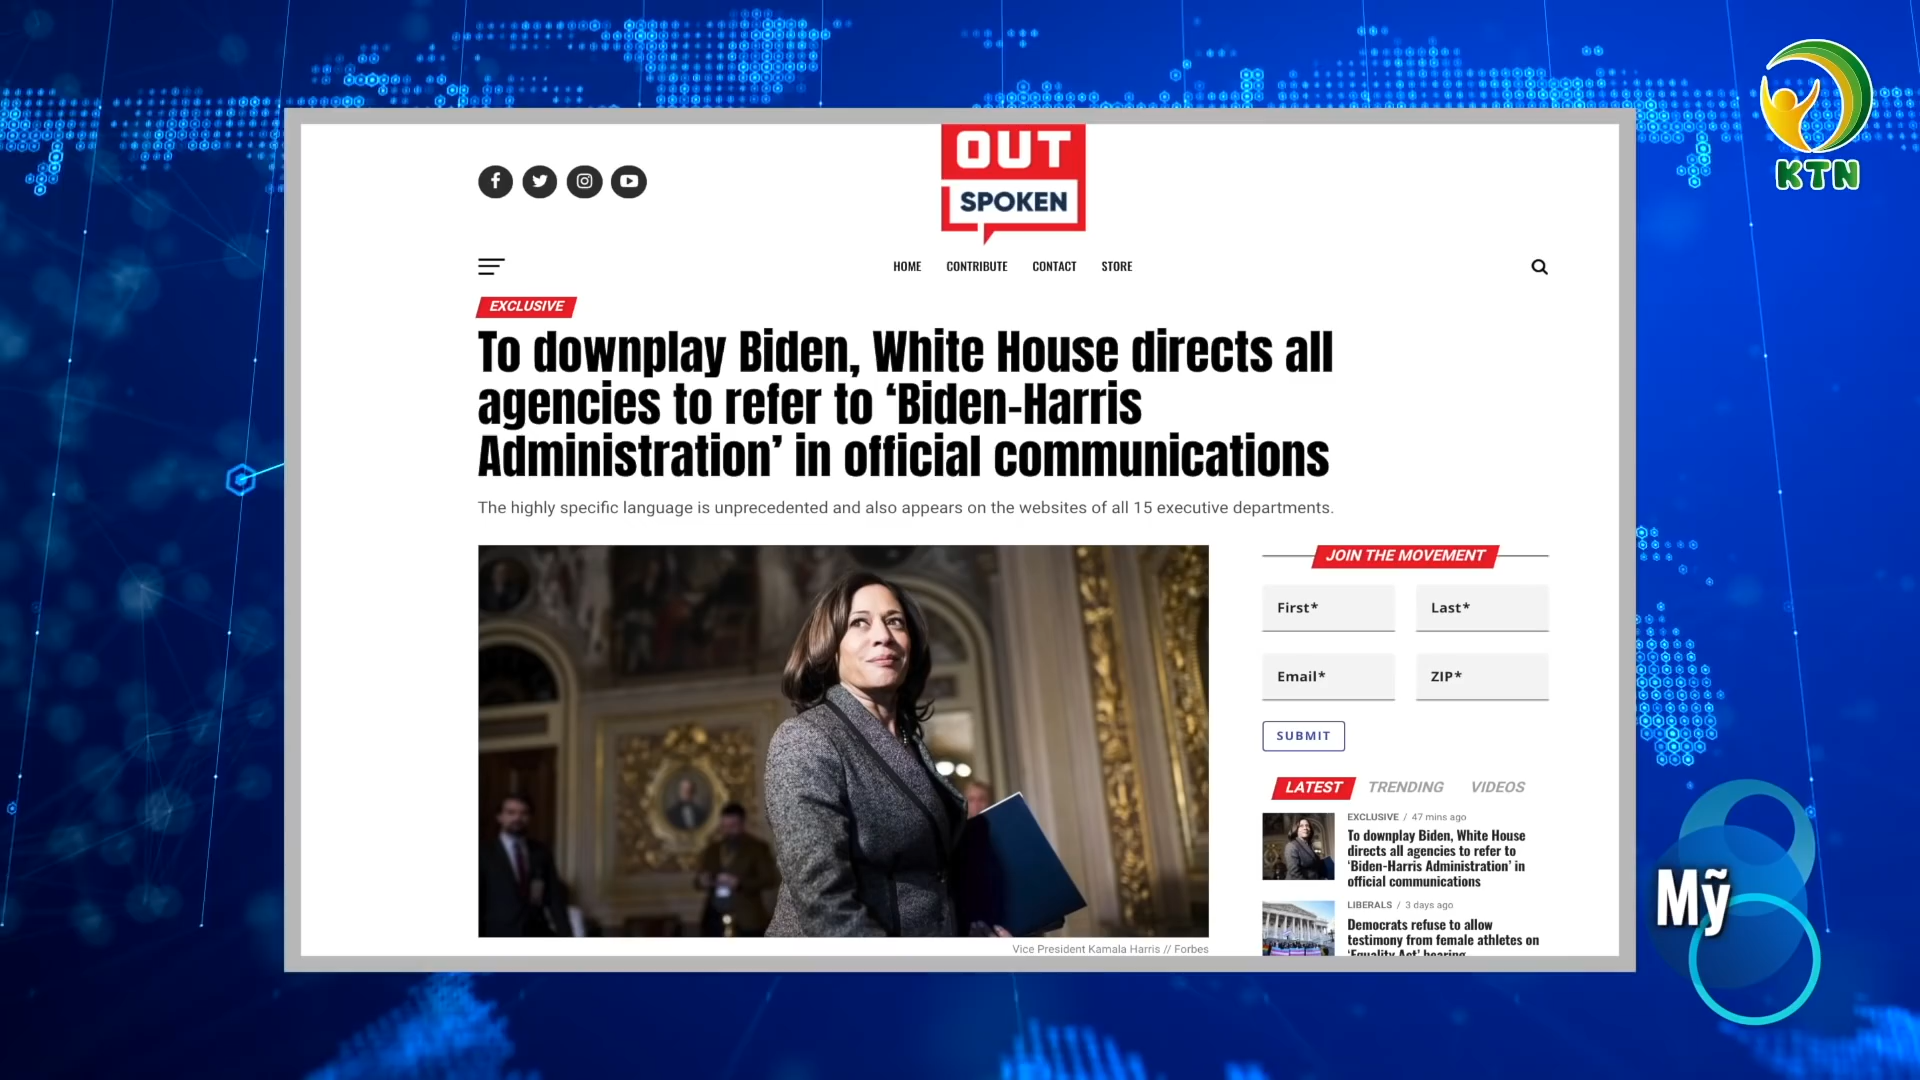 KTN
OUT
SPOKEN
HOME CONTRIBUTE CONTACT STORE
EXCLUSIVE
To downplay Biden, White House directs all
agencies to refer to ‘Biden-Harris
Administration’ in official communications
The highly specific language is unprecedented and also appears on the websites of all 15 executive departments.
Vice President Kamala Harris // Forbes
JOIN THE MOVEMENT
First* Last*
Email* ZIP*
SUBMIT
LATEST TRENDING VIDEOS
EXCLUSIVE / 47 mins ago
To downplay Biden, White House
directs all agencies to refer to
‘Biden-Harris Administration’ in
official communications
LIBERALS / 3 days ago
Democrats refuse to allow
testimony from female athletes on
‘Equality Act’ hearing
Mỹ